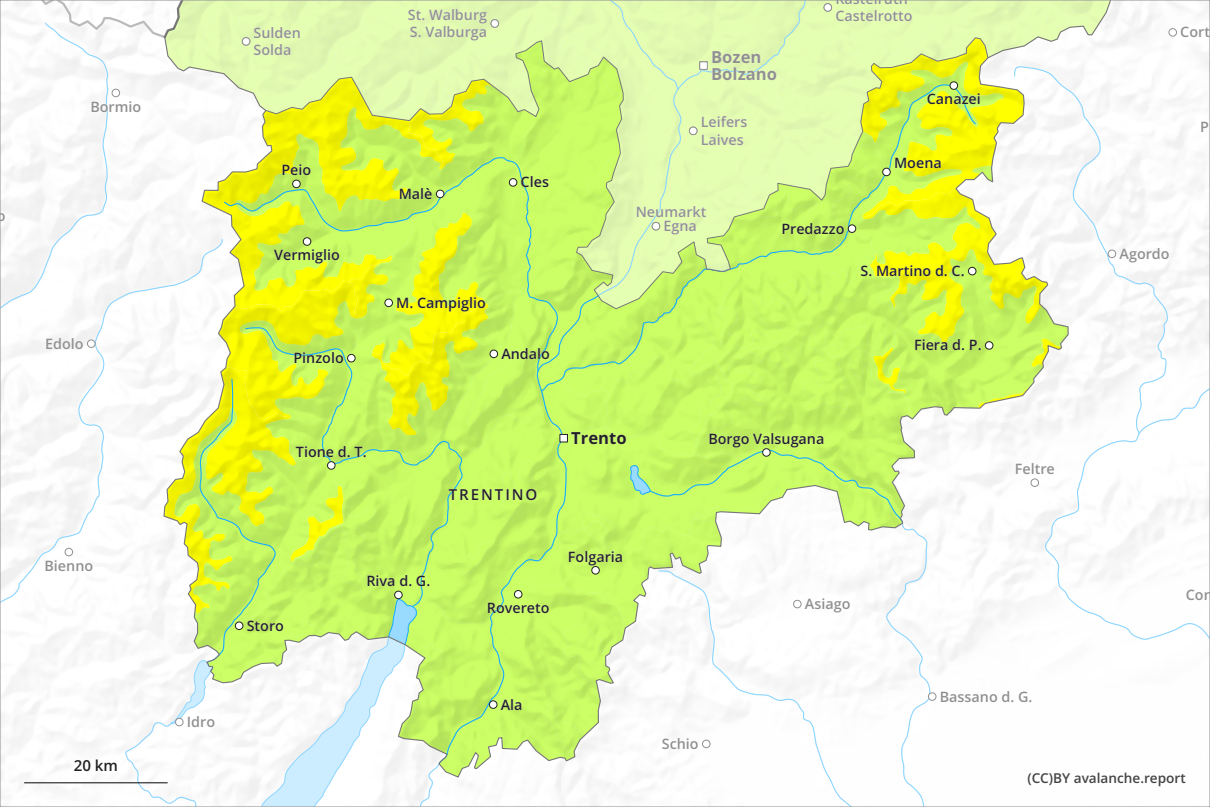 Kastelruth
Castelrotto
St. Walburg
S. Valburga
Sulden
Solda
Cort
Bozen
Bolzano
Bormio
Canazei
Leifers
Laives
P
Moena
Peio
Malè
Cles
Neumarkt
Egna
Predazzo
Vermiglio
Agordo
S. Martino d. C.
M. Campiglio
Edolo
Pinzolo
Andalo
Fiera d. P.
Trento
Borgo Valsugana
Tione d. T.
Feltre
TRENTINO
Bienno
Folgaria
Riva d. G.
Rovereto
Asiago
Cor
Storo
Bassano d. G.
Ala
Idro
Schio
20 km
(CC)BY avalanche.report